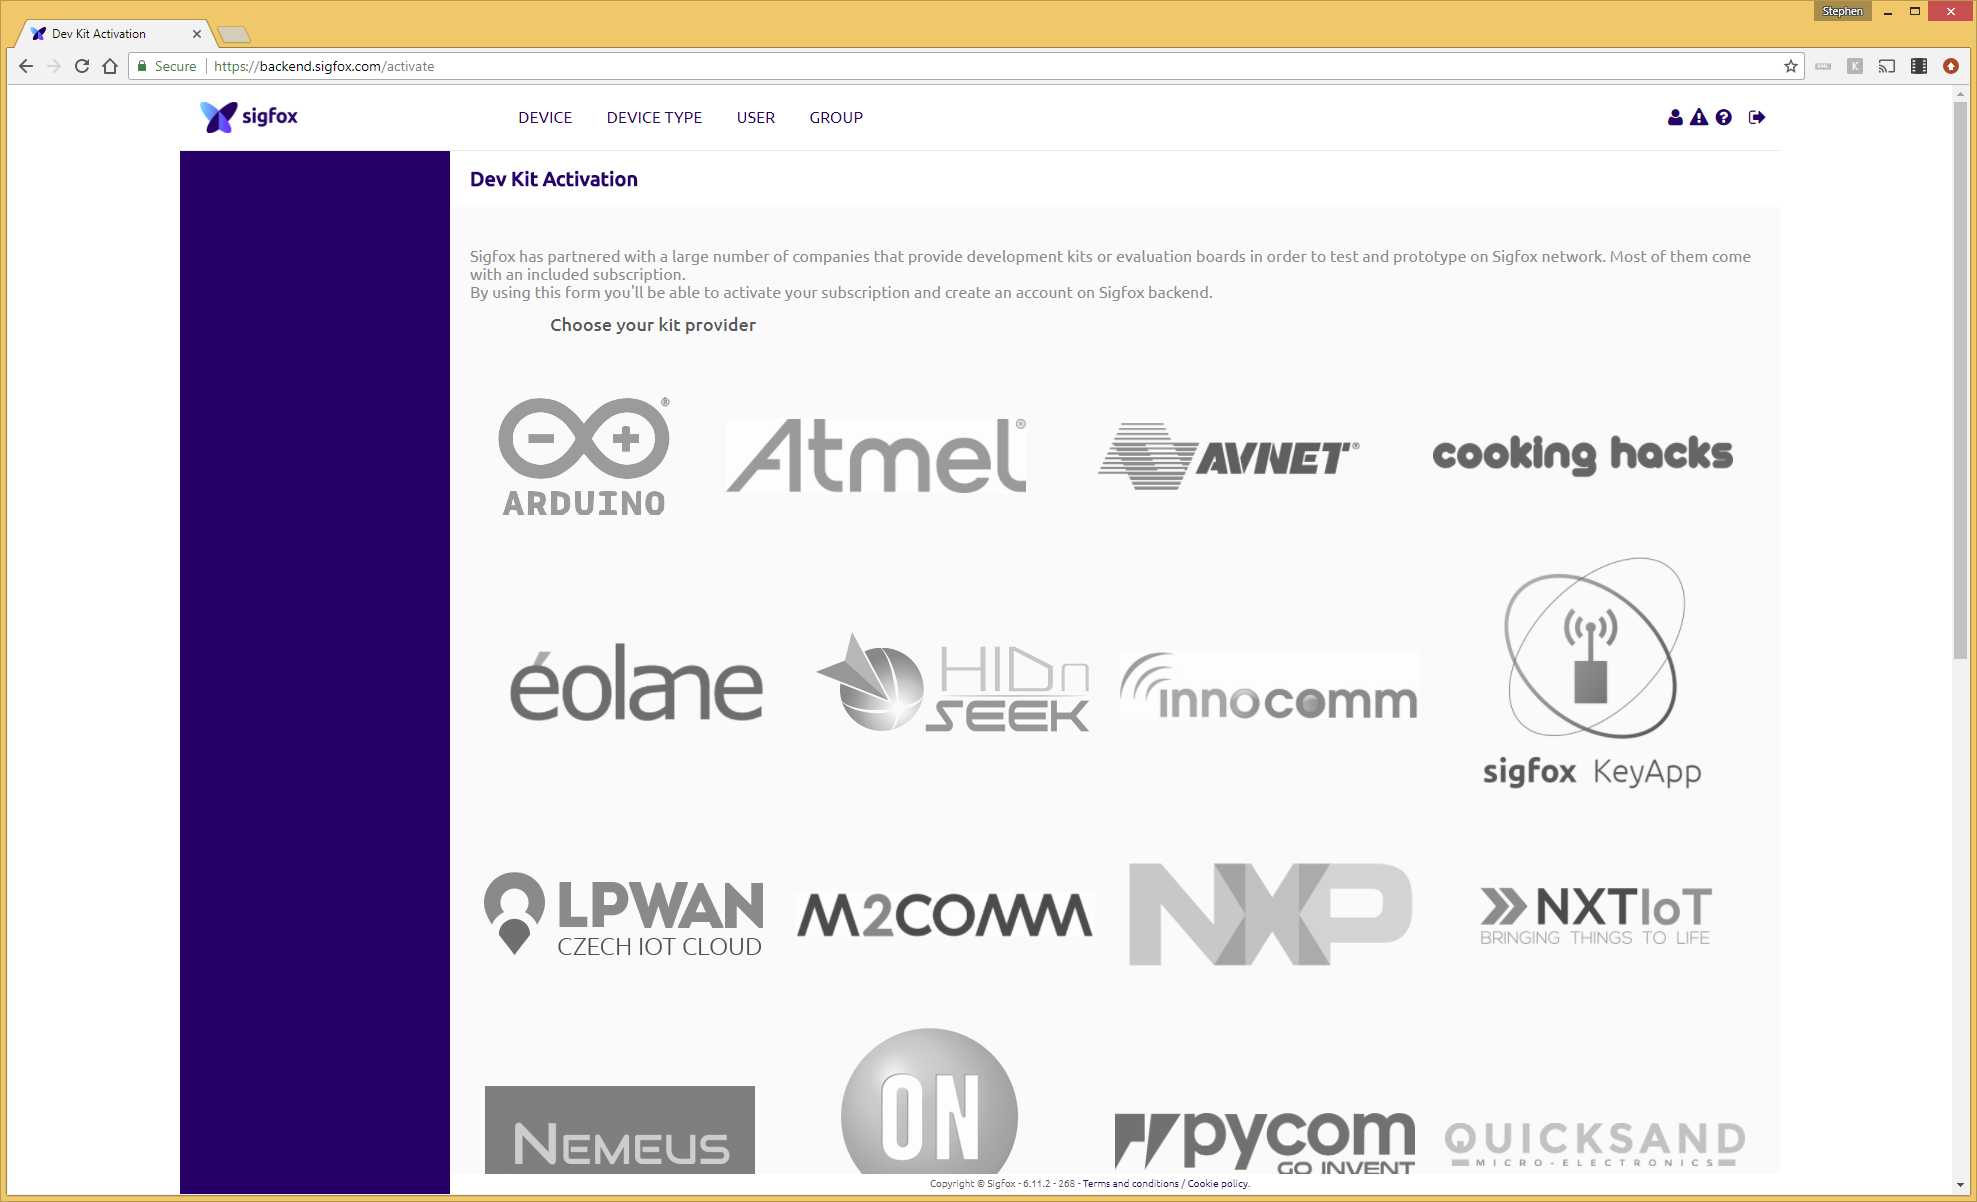 Stephen
Dev Kit Activation
Secure https://backend.sigfox.com/activate
sigfox DEVICE DEVICE TYPE USER GROUP
Dev Kit Activation
Sigfox has partnered with a large number of companies that provide development kits or evaluation boards in order to test and prototype on Sigfox network. Most of them come
with an included subscription.
By using this form you'll be able to activate your subscription and create an account on Sigfox backend.
Choose your kit provider
ARDUINO
Atmel
AVNET
cooking hacks
éolane
HIDn
SEEK
innocomm
sigfox KeyApp
LPWAN
CZECH IOT CLOUD
M2COMM
NXP
NXTIoT
BRINGING THINGS TO LIFE
NEMEUS
ON
pycom
GO INVENT
QUICKSAND
MICRO-ELECTRONICS
Copyright © Sigfox - 6.11.2 - 268 - Terms and conditions / Cookie policy.